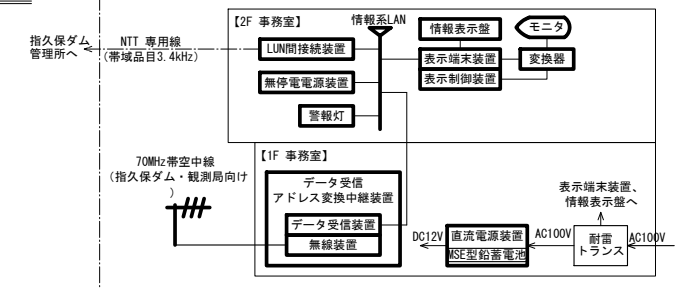 【2F 事務室】
情報系LAN
情報表示盤
モニタ
指久保ダム
管理所へ
NTT 専用線
(帯域品目3.4kHz)
LUN間接続装置
表示端末装置
変換器
無停電電源装置
表示制御装置
警報灯
【1F 事務室】
70MHz帯空中線
(指久保ダム・観測局向け
)
データ受信
アドレス変換中継装置
データ受信装置
無線装置
表示端末装置、
情報表示盤へ
DC12V
直流電源装置
MSE型鉛蓄電池
AC100V
耐雷
トランス
AC100V